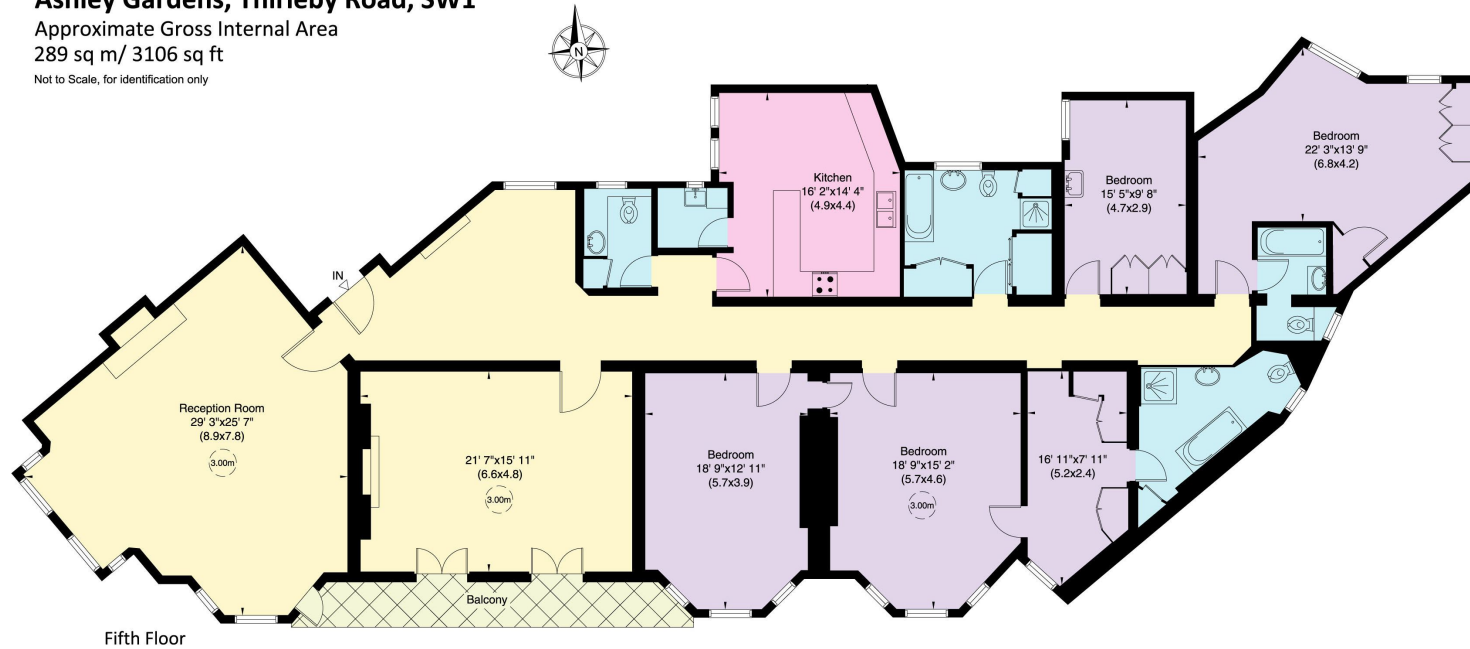 Ashley Gardens, Thirleby Road, SW1
Approximate Gross Internal Area
289 sq m/ 3106 sq ft
Not to Scale, for identification only
N
Bedroom
22' 3"x13' 9"
(6.8x4.2)
Kitchen
16' 2"x14' 4"
(4.9x4.4)
Bedroom
15' 5"x9' 8"
(4.7x2.9)
IN
Reception Room
29' 3"x25' 7"
(8.9x7.8)
3.00m
21' 7"x15' 11"
(6.6x4.8)
3.00m
Bedroom
18' 9"x12' 11"
(5.7x3.9)
Bedroom
18' 9"x15' 2"
(5.7x4.6)
3.00m
16' 11"x7' 11"
(5.2x2.4)
Balcony
Fifth Floor